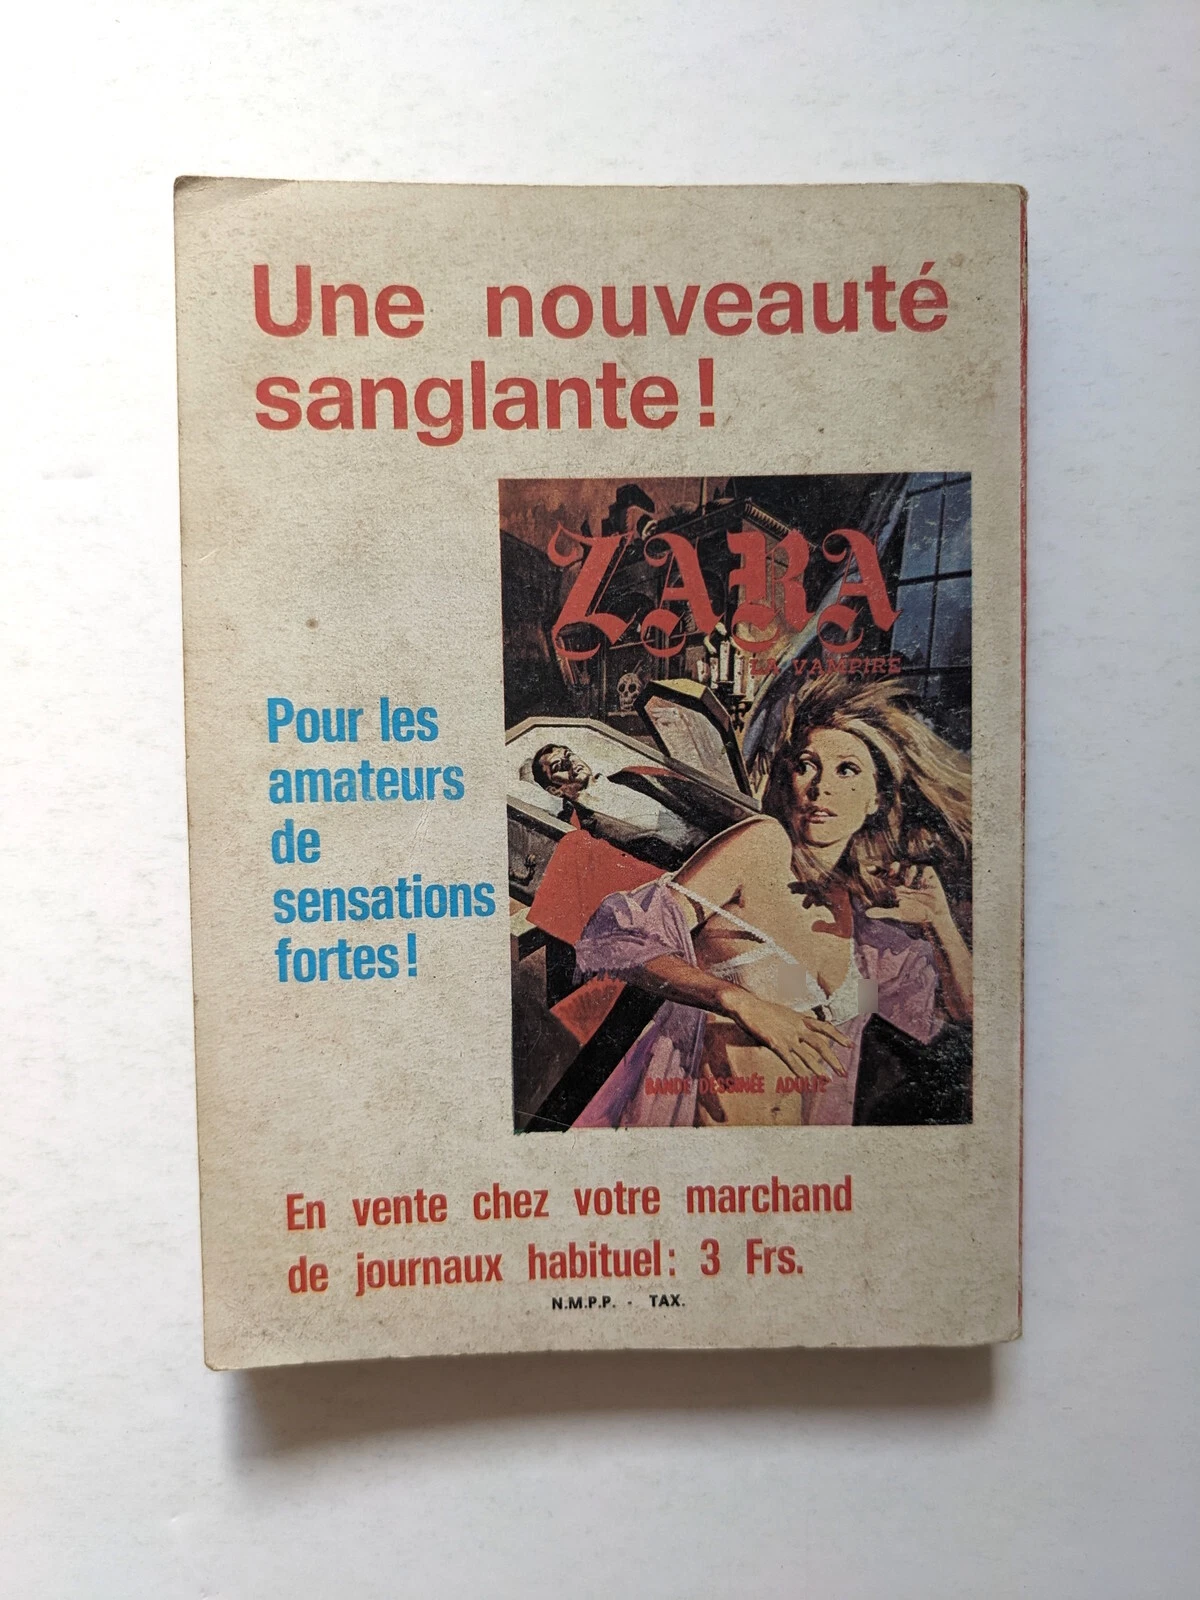 Une nouveauté
sanglante !
ZARA
LA VAMPIRE
Pour les
amateurs
de
sensations
fortes !
BANDE DESSINÉE ADULTE
En vente chez votre marchand
de journaux habituel : 3 Frs.
N.M.P.P. - TAX.